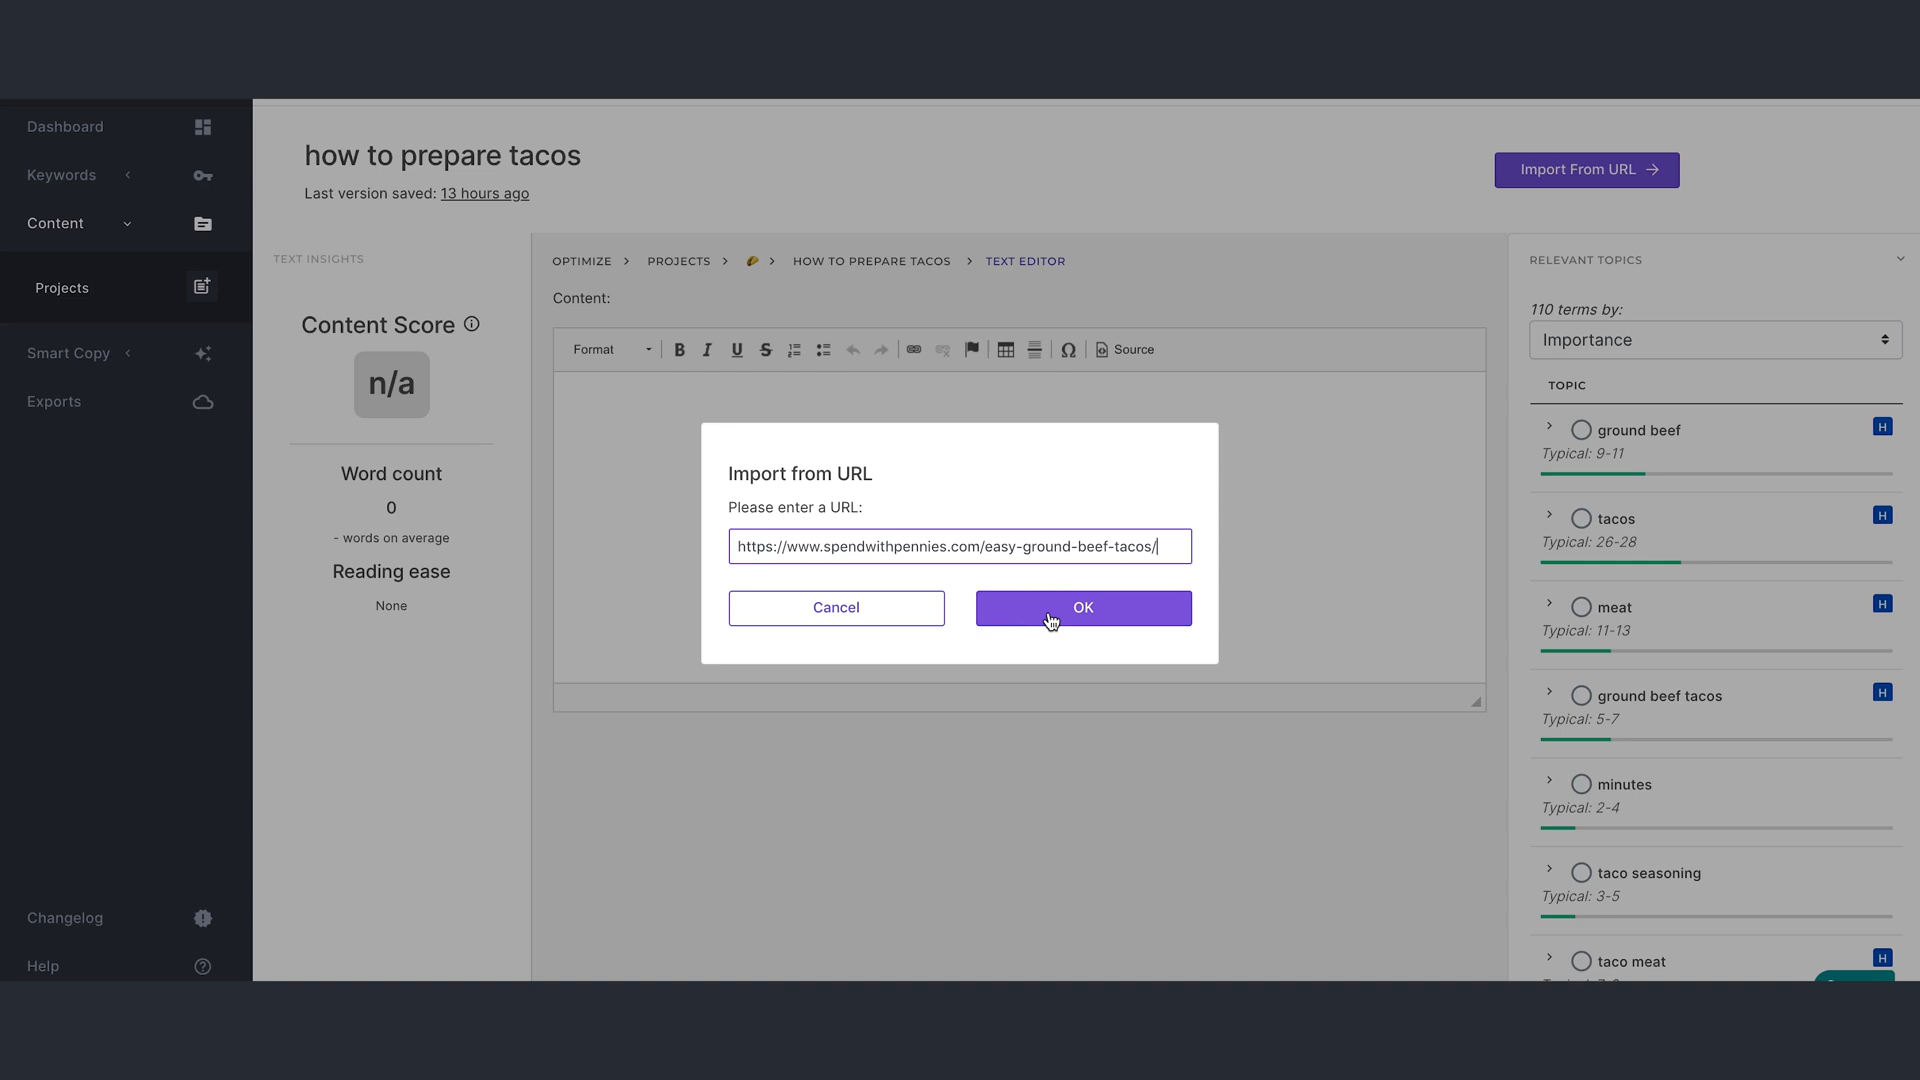 Dashboard
Keywords
Content
Projects
Smart Copy
Exports
Changelog
Help
how to prepare tacos
Last version saved: 13 hours ago
Import From URL
TEXT INSIGHTS
Content Score
n/a
Word count
0
- words on average
Reading ease
None
OPTIMIZE > PROJECTS > 🌮 > HOW TO PREPARE TACOS > TEXT EDITOR
Content:
Format B I U S Ω Source
Import from URL
Please enter a URL:
https://www.spendwithpennies.com/easy-ground-beef-tacos/
Cancel OK
RELEVANT TOPICS
110 terms by:
Importance
TOPIC
ground beef H
Typical: 9-11
tacos H
Typical: 26-28
meat H
Typical: 11-13
ground beef tacos H
Typical: 5-7
minutes
Typical: 2-4
taco seasoning
Typical: 3-5
taco meat H